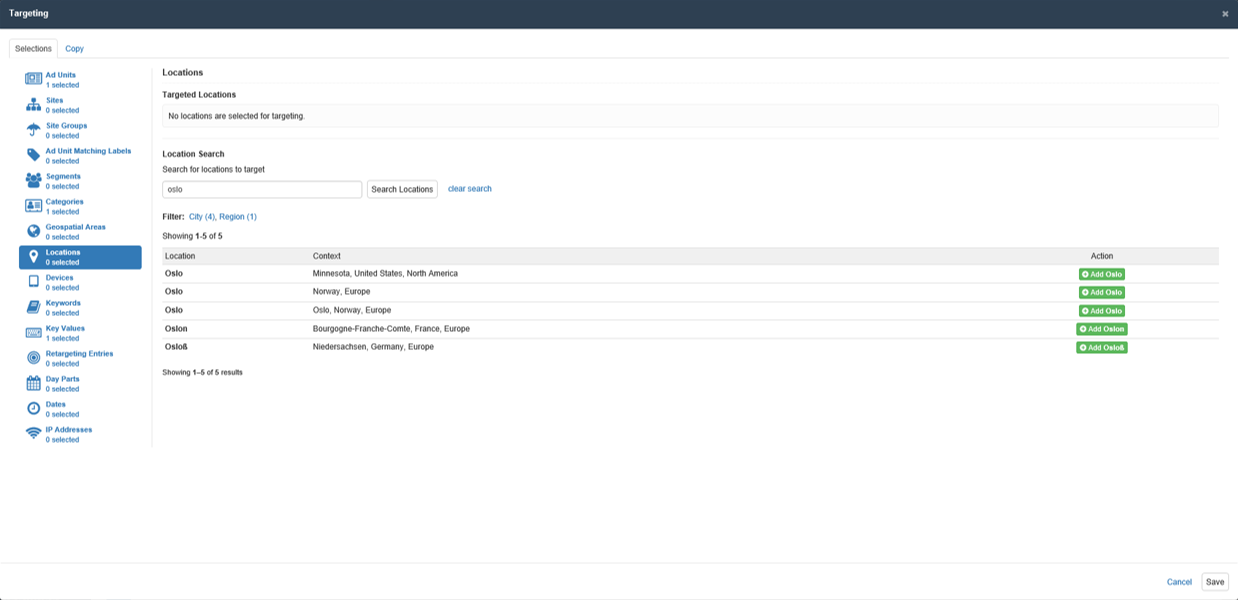 Targeting
×
Selections Copy
Ad Units
1 selected
Sites
0 selected
Site Groups
0 selected
Ad Unit Matching Labels
0 selected
Segments
0 selected
Categories
1 selected
Geospatial Areas
0 selected
Locations
0 selected
Devices
0 selected
Keywords
0 selected
Key Values
1 selected
Retargeting Entries
0 selected
Day Parts
0 selected
Dates
0 selected
IP Addresses
0 selected
Locations
Targeted Locations
No locations are selected for targeting.
Location Search
Search for locations to target
oslo Search Locations clear search
Filter: City (4), Region (1)
Showing 1-5 of 5
Location Context Action
Oslo Minnesota, United States, North America Add Oslo
Oslo Norway, Europe Add Oslo
Oslo Oslo, Norway, Europe Add Oslo
Oslon Bourgogne-Franche-Comte, France, Europe Add Oslon
Osloß Niedersachsen, Germany, Europe Add Osloß
Showing 1–5 of 5 results
Cancel Save